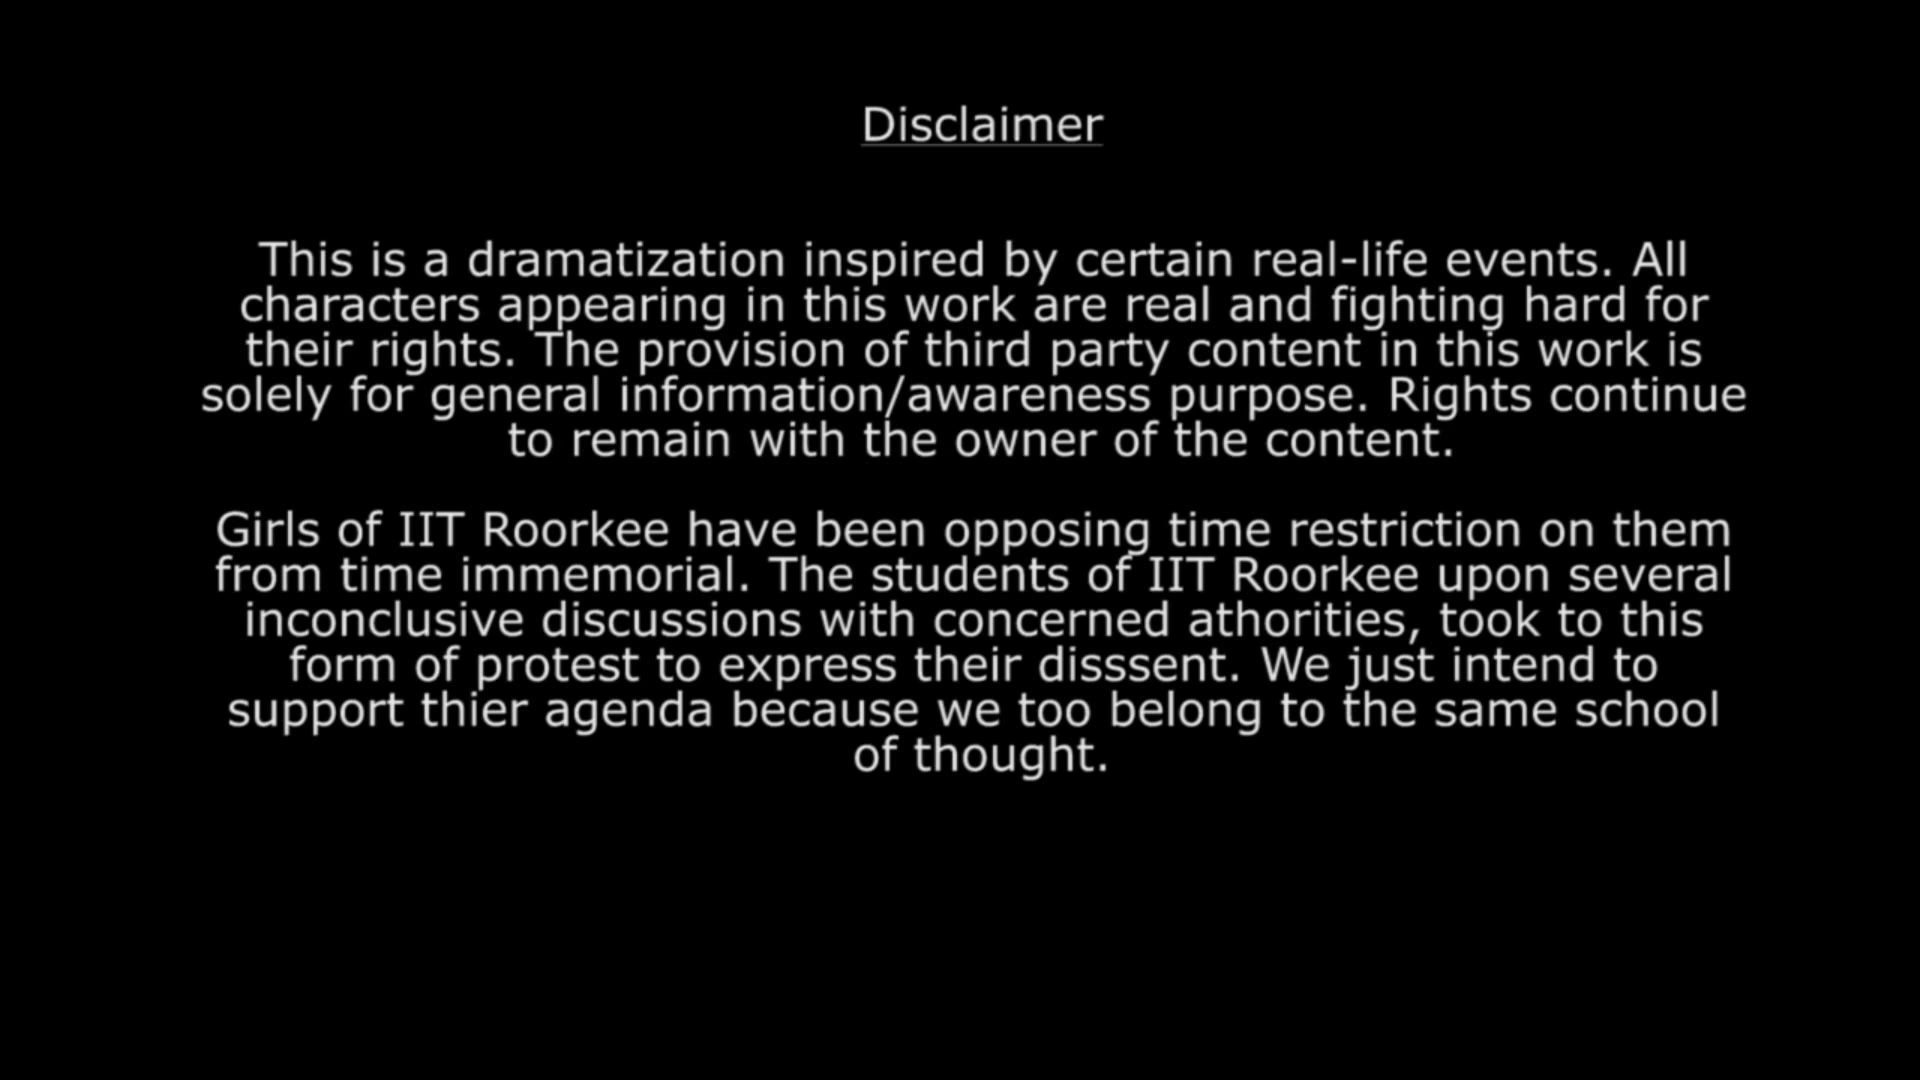 Disclaimer
This is a dramatization inspired by certain real-life events. All
characters appearing in this work are real and fighting hard for
their rights. The provision of third party content in this work is
solely for general information/awareness purpose. Rights continue
to remain with the owner of the content.
Girls of IIT Roorkee have been opposing time restriction on them
from time immemorial. The students of IIT Roorkee upon several
inconclusive discussions with concerned athorities, took to this
form of protest to express their disssent. We just intend to
support thier agenda because we too belong to the same school
of thought.